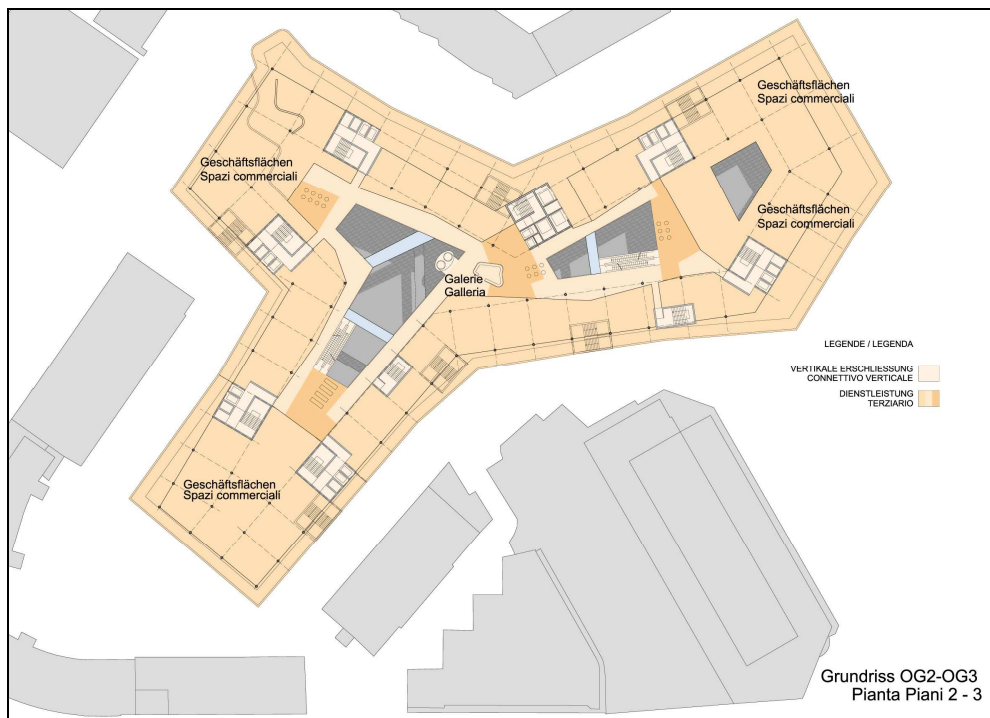 Geschäftsflächen
Spazi commerciali
Geschäftsflächen
Spazi commerciali
Geschäftsflächen
Spazi commerciali
Galerie
Galleria
LEGENDE / LEGENDA
VERTIKALE ERSCHLIESSUNG
CONNETTIVO VERTICALE
DIENSTLEISTUNG
TERZIARIO
Geschäftsflächen
Spazi commerciali
Grundriss OG2-OG3
Pianta Piani 2 - 3